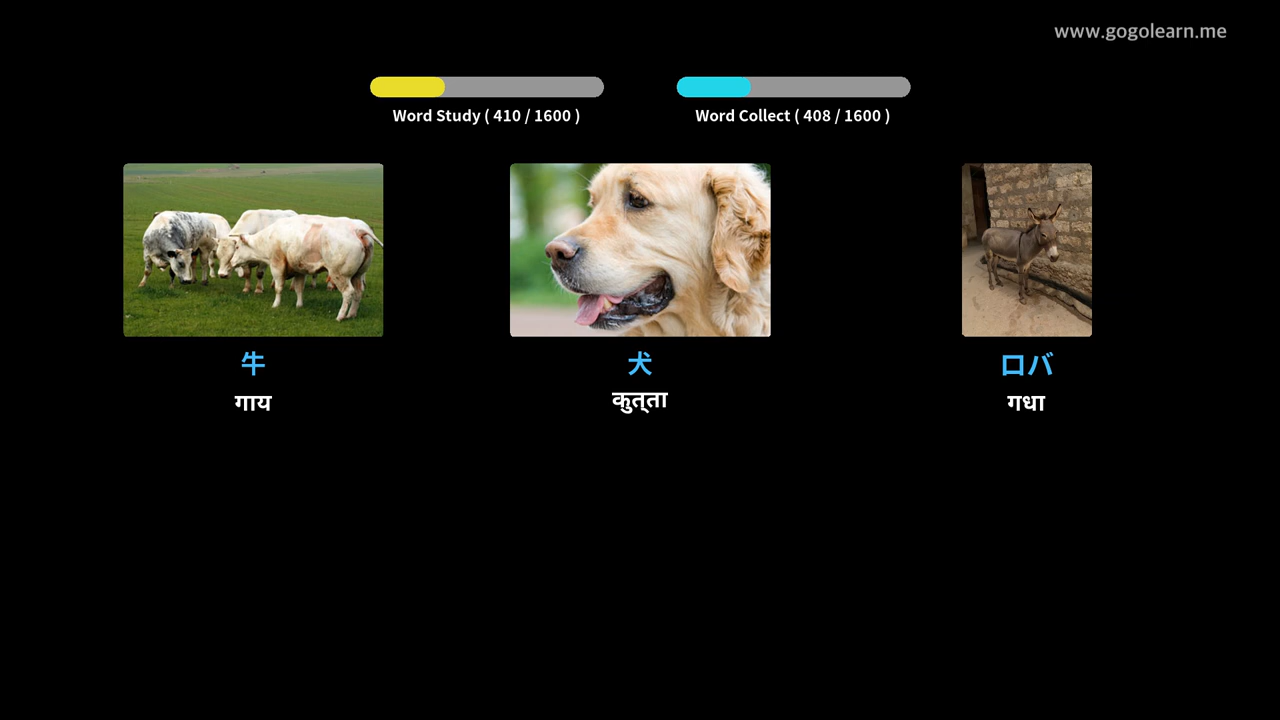 www.gogolearn.me
Word Study ( 410 / 1600 )
Word Collect ( 408 / 1600 )
牛
犬
ロバ
गाय
कुत्ता
गधा